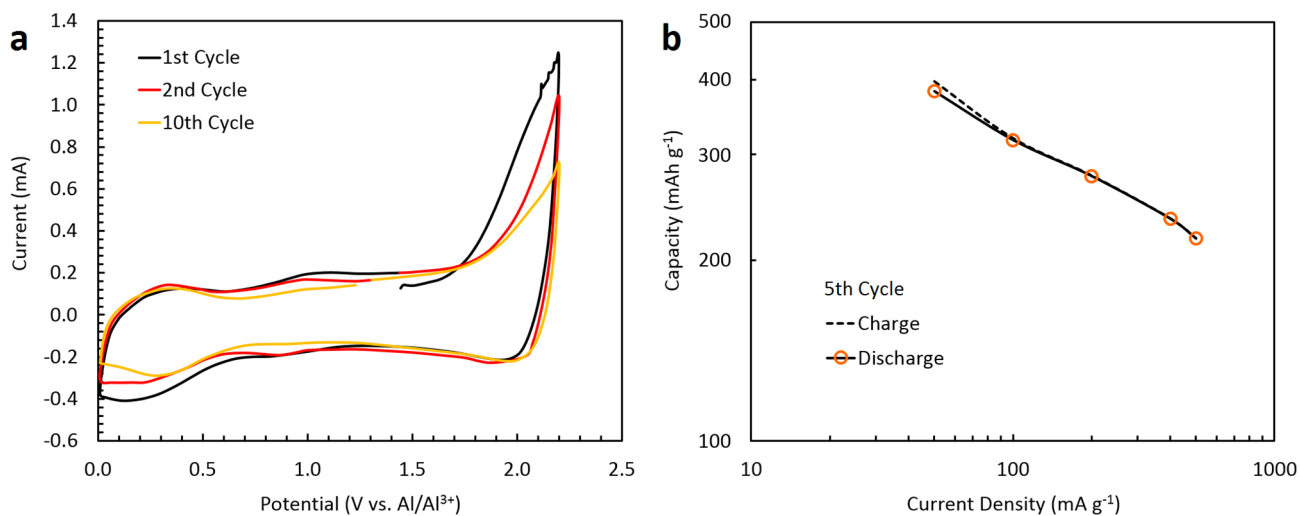 a
1st Cycle
2nd Cycle
10th Cycle
1.4
1.2
1.0
0.8
0.6
0.4
0.2
0.0
-0.2
-0.4
-0.6
Current (mA)
0.0 0.5 1.0 1.5 2.0 2.5
Potential (V vs. Al/Al³⁺)
b
500
400
300
200
100
Capacity (mAh g⁻¹)
5th Cycle
Charge
Discharge
10 100 1000
Current Density (mA g⁻¹)